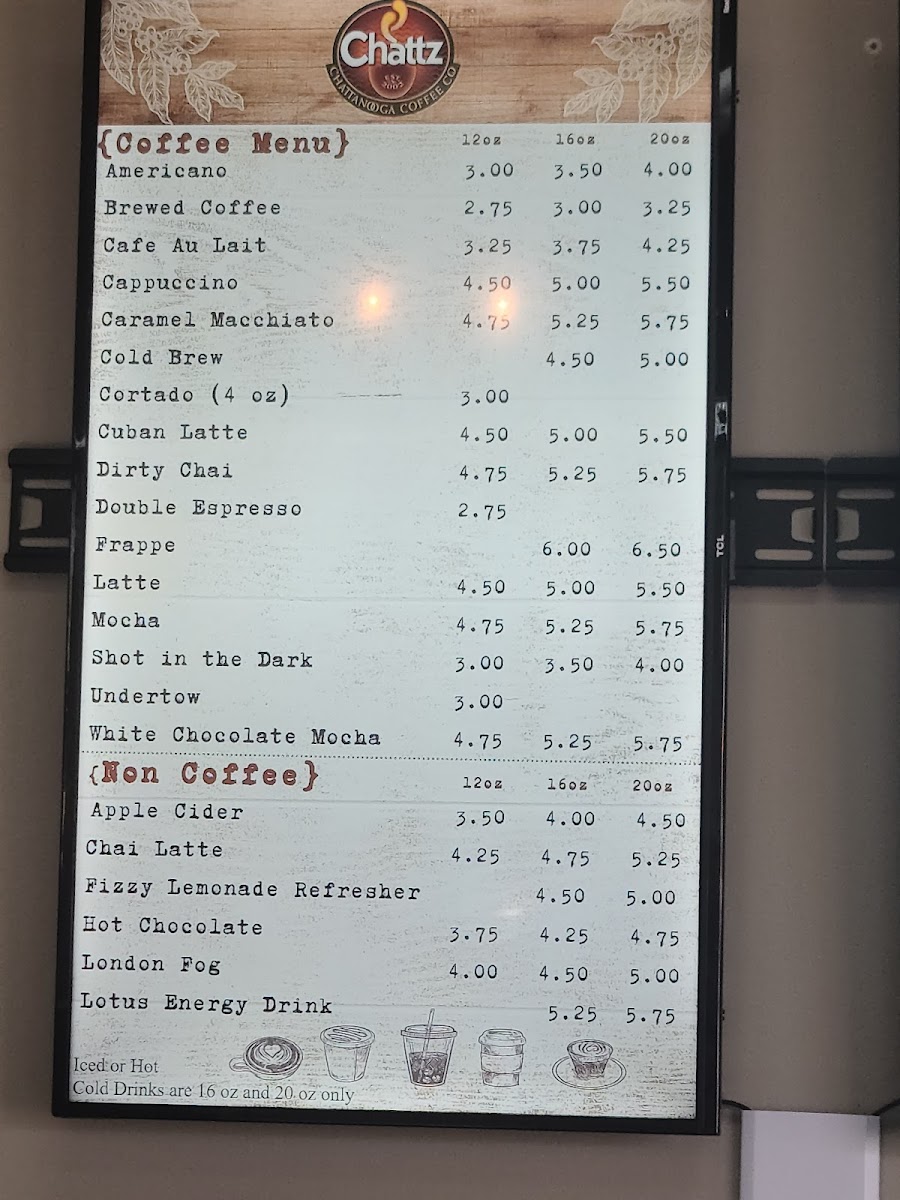 Chattz
EST. 2007
CHATTANOOGA COFFEE CO
{Coffee Menu} 12oz 16oz 20oz
Americano 3.00 3.50 4.00
Brewed Coffee 2.75 3.00 3.25
Cafe Au Lait 3.25 3.75 4.25
Cappuccino 4.50 5.00 5.50
Caramel Macchiato 4.75 5.25 5.75
Cold Brew 4.50 5.00
Cortado (4 oz) 3.00
Cuban Latte 4.50 5.00 5.50
Dirty Chai 4.75 5.25 5.75
Double Espresso 2.75
Frappe 6.00 6.50
Latte 4.50 5.00 5.50
Mocha 4.75 5.25 5.75
Shot in the Dark 3.00 3.50 4.00
Undertow 3.00
White Chocolate Mocha 4.75 5.25 5.75
{Non Coffee} 12oz 16oz 20oz
Apple Cider 3.50 4.00 4.50
Chai Latte 4.25 4.75 5.25
Fizzy Lemonade Refresher 4.50 5.00
Hot Chocolate 3.75 4.25 4.75
London Fog 4.00 4.50 5.00
Lotus Energy Drink 5.25 5.75
Iced or Hot
Cold Drinks are 16 oz and 20 oz only
TCL